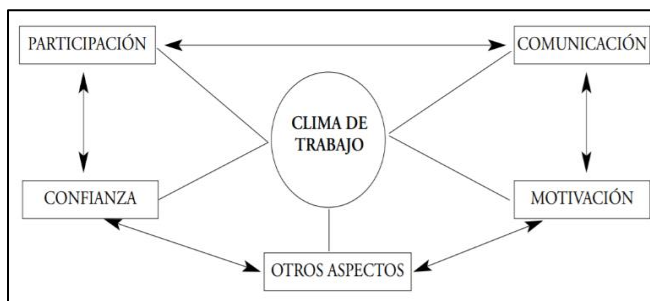 PARTICIPACIÓN
COMUNICACIÓN
CLIMA DE
TRABAJO
CONFIANZA
MOTIVACIÓN
OTROS ASPECTOS